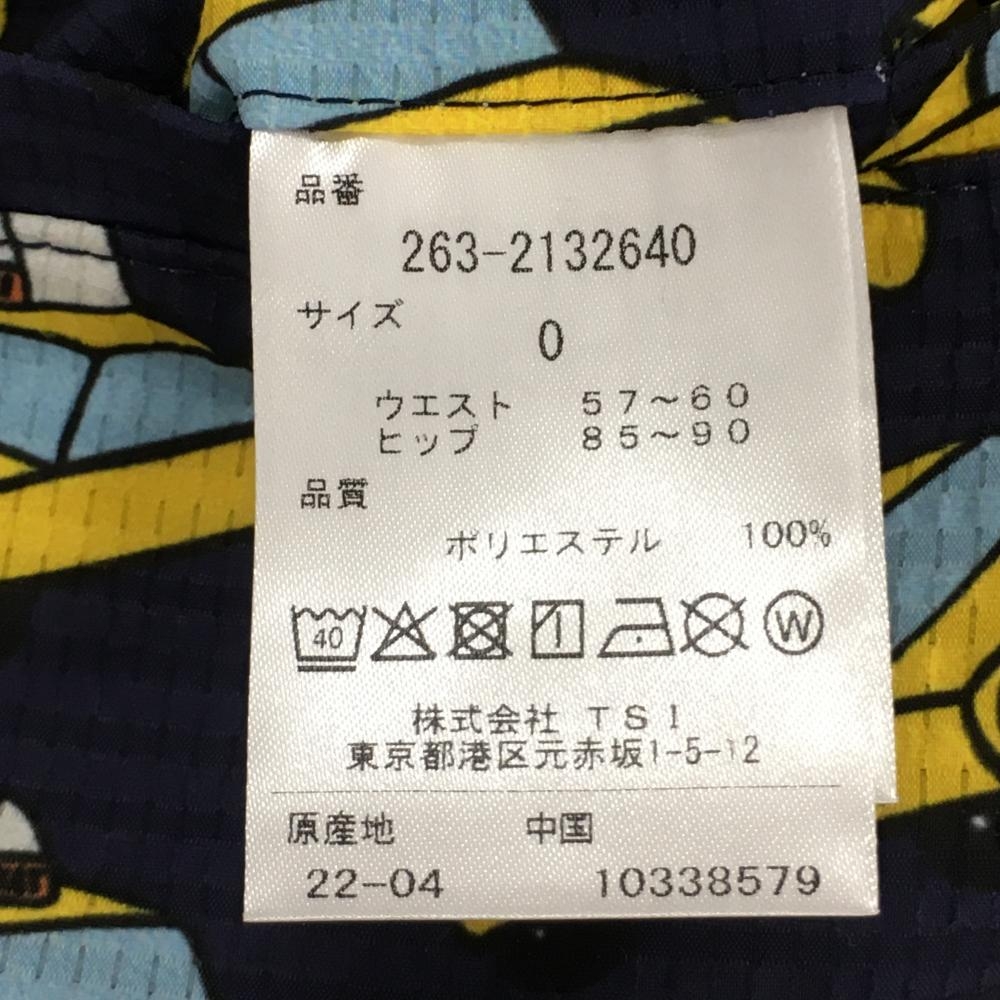 品番
263-2132640
サイズ
0
ウエスト ５７～６０
ヒップ ８５～９０
品質
ポリエステル 100%
40 W
株式会社 ＴＳＩ
東京都港区元赤坂1-5-12
原産地 中国
22-04 10338579